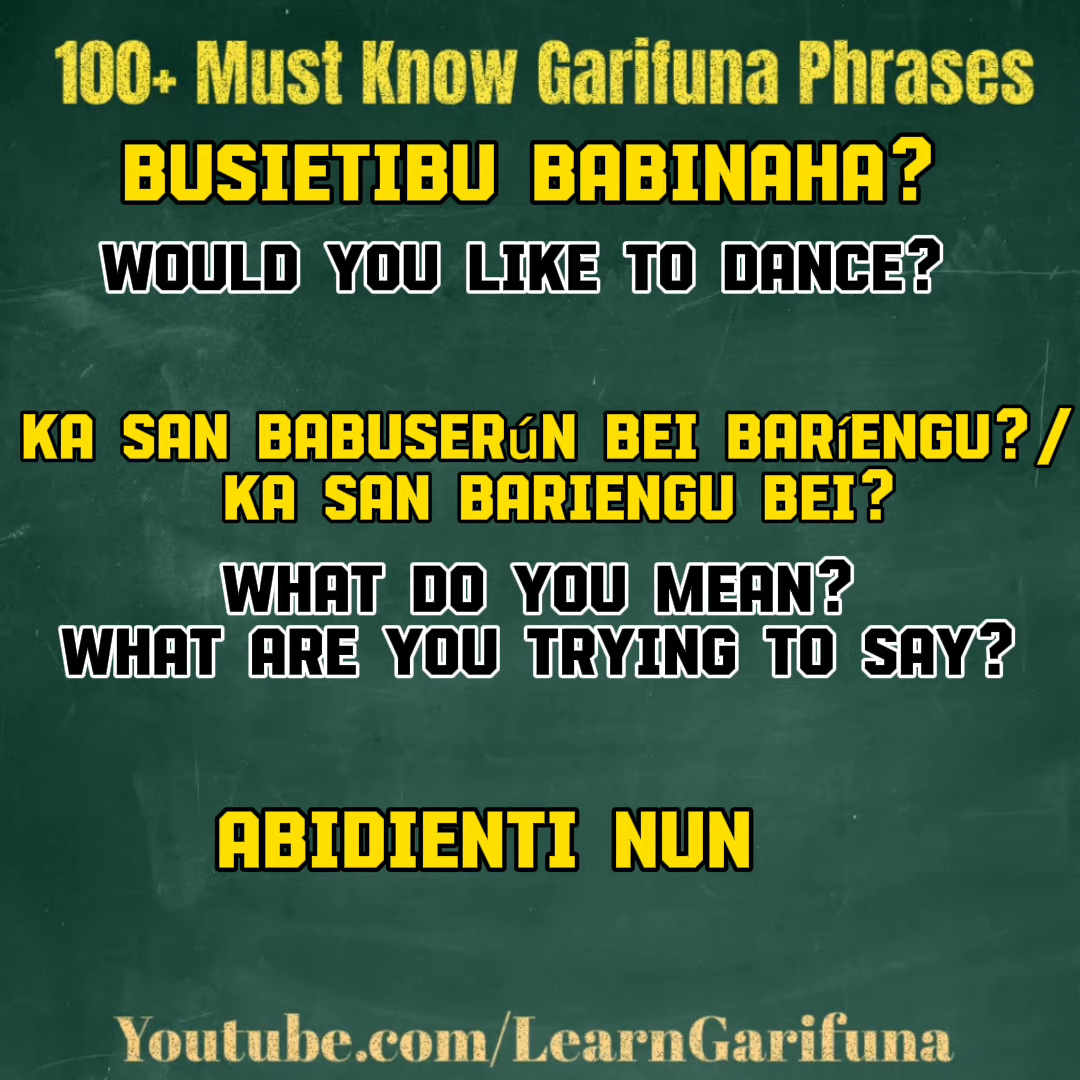 100+ Must Know Garifuna Phrases
BUSIETIBU BABINAHA?
WOULD YOU LIKE TO DANCE?
KA SAN BABUSERúN BEI BARíENGU?/
KA SAN BARIENGU BEI?
WHAT DO YOU MEAN?
WHAT ARE YOU TRYING TO SAY?
ABIDIENTI NUN
Youtube.com/LearnGarifuna